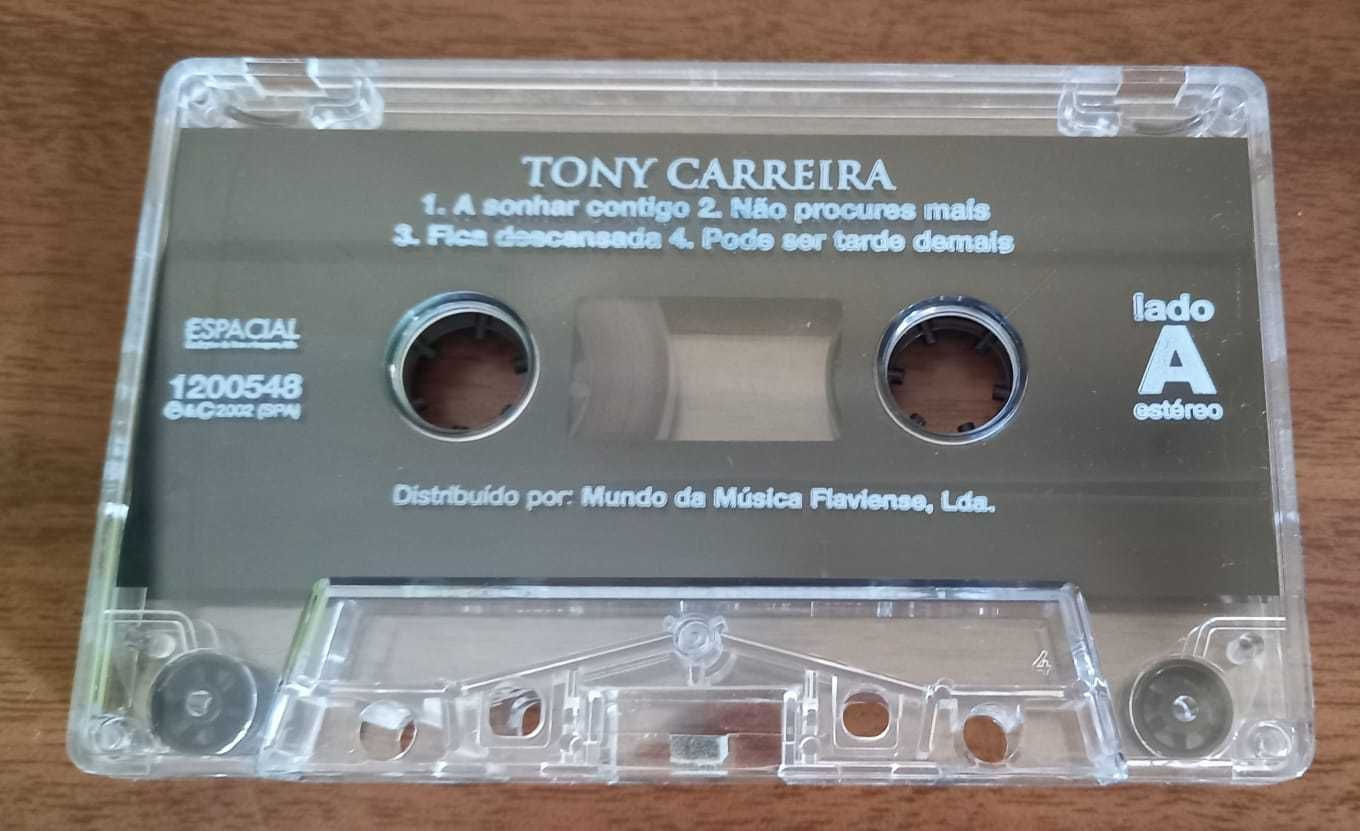 TONY CARREIRA
1. A sonhar contigo 2. Não procures mais
3. Fica descansada 4. Pode ser tarde demais
ESPACIAL
1200548
℗&C 2002 (SPA)
lado
A
estéreo
Distribuído por: Mundo da Música Flaviense, Lda.